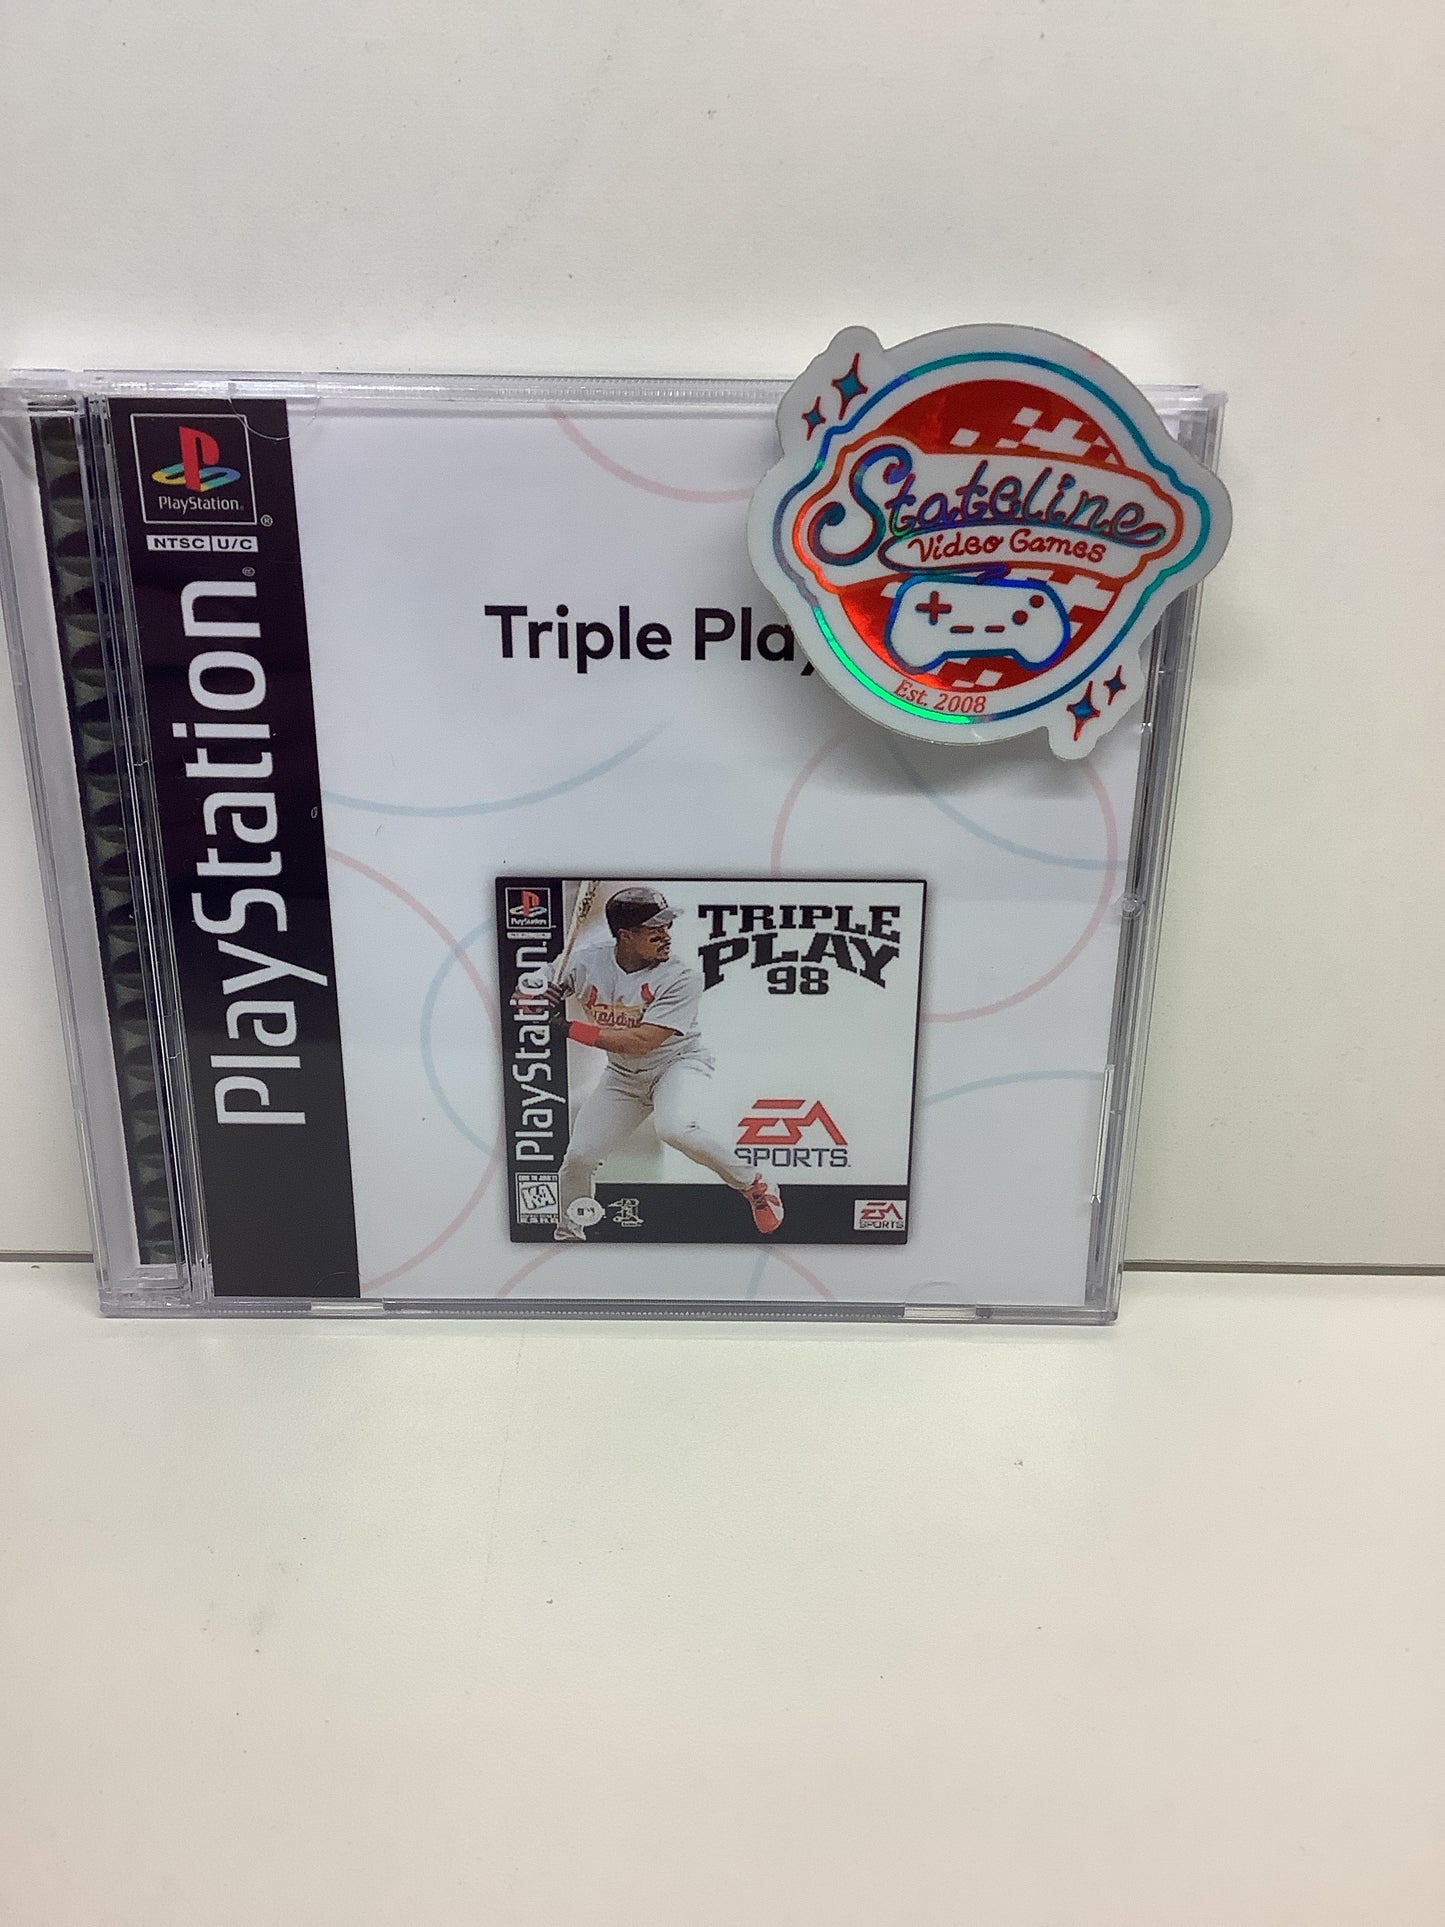 PlayStation
NTSC U/C
PlayStation
Triple Play
Stateline
Video Games
Est. 2008
PlayStation
PlayStation
TRIPLE
PLAY
98
Cardinals
EA
SPORTS
K-A
EA
SPORTS